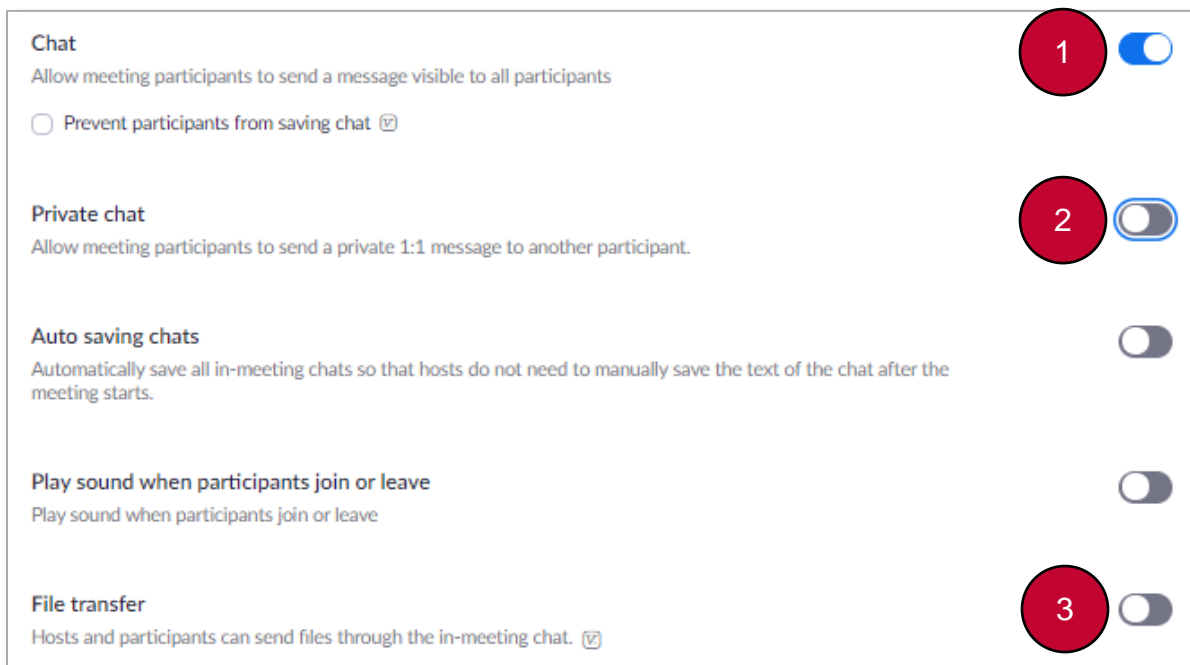 Chat
1
Allow meeting participants to send a message visible to all participants
Prevent participants from saving chat
Private chat
2
Allow meeting participants to send a private 1:1 message to another participant.
Auto saving chats
Automatically save all in-meeting chats so that hosts do not need to manually save the text of the chat after the
meeting starts.
Play sound when participants join or leave
Play sound when participants join or leave
File transfer
3
Hosts and participants can send files through the in-meeting chat.